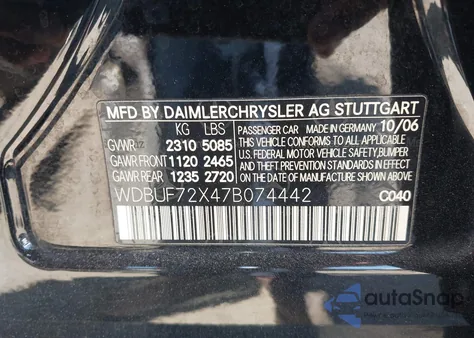 MFD BY DAIMLERCHRYSLER AG STUTTGART
KG LBS PASSENGER CAR MADE IN GERMANY 10/06
GVWR 2310 5085 THIS VEHICLE CONFORMS TO ALL APPLICABLE
GAWR FRONT 1120 2465 U.S. FEDERAL MOTOR VEHICLE SAFETY, BUMPER,
GAWR REAR 1235 2720 AND THEFT PREVENTION STANDARDS IN EFFECT
ON THE DATE OF MANUFACTURE SHOWN ABOVE.
WDBUF72X47B074442 C040
autoSnap